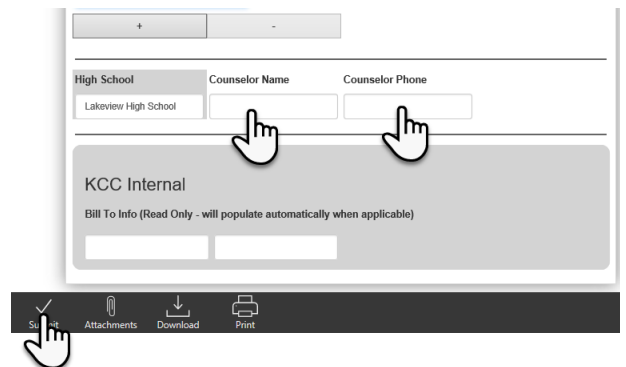 + -
High School Counselor Name Counselor Phone
Lakeview High School
KCC Internal
Bill To Info (Read Only - will populate automatically when applicable)
Submit Attachments Download Print